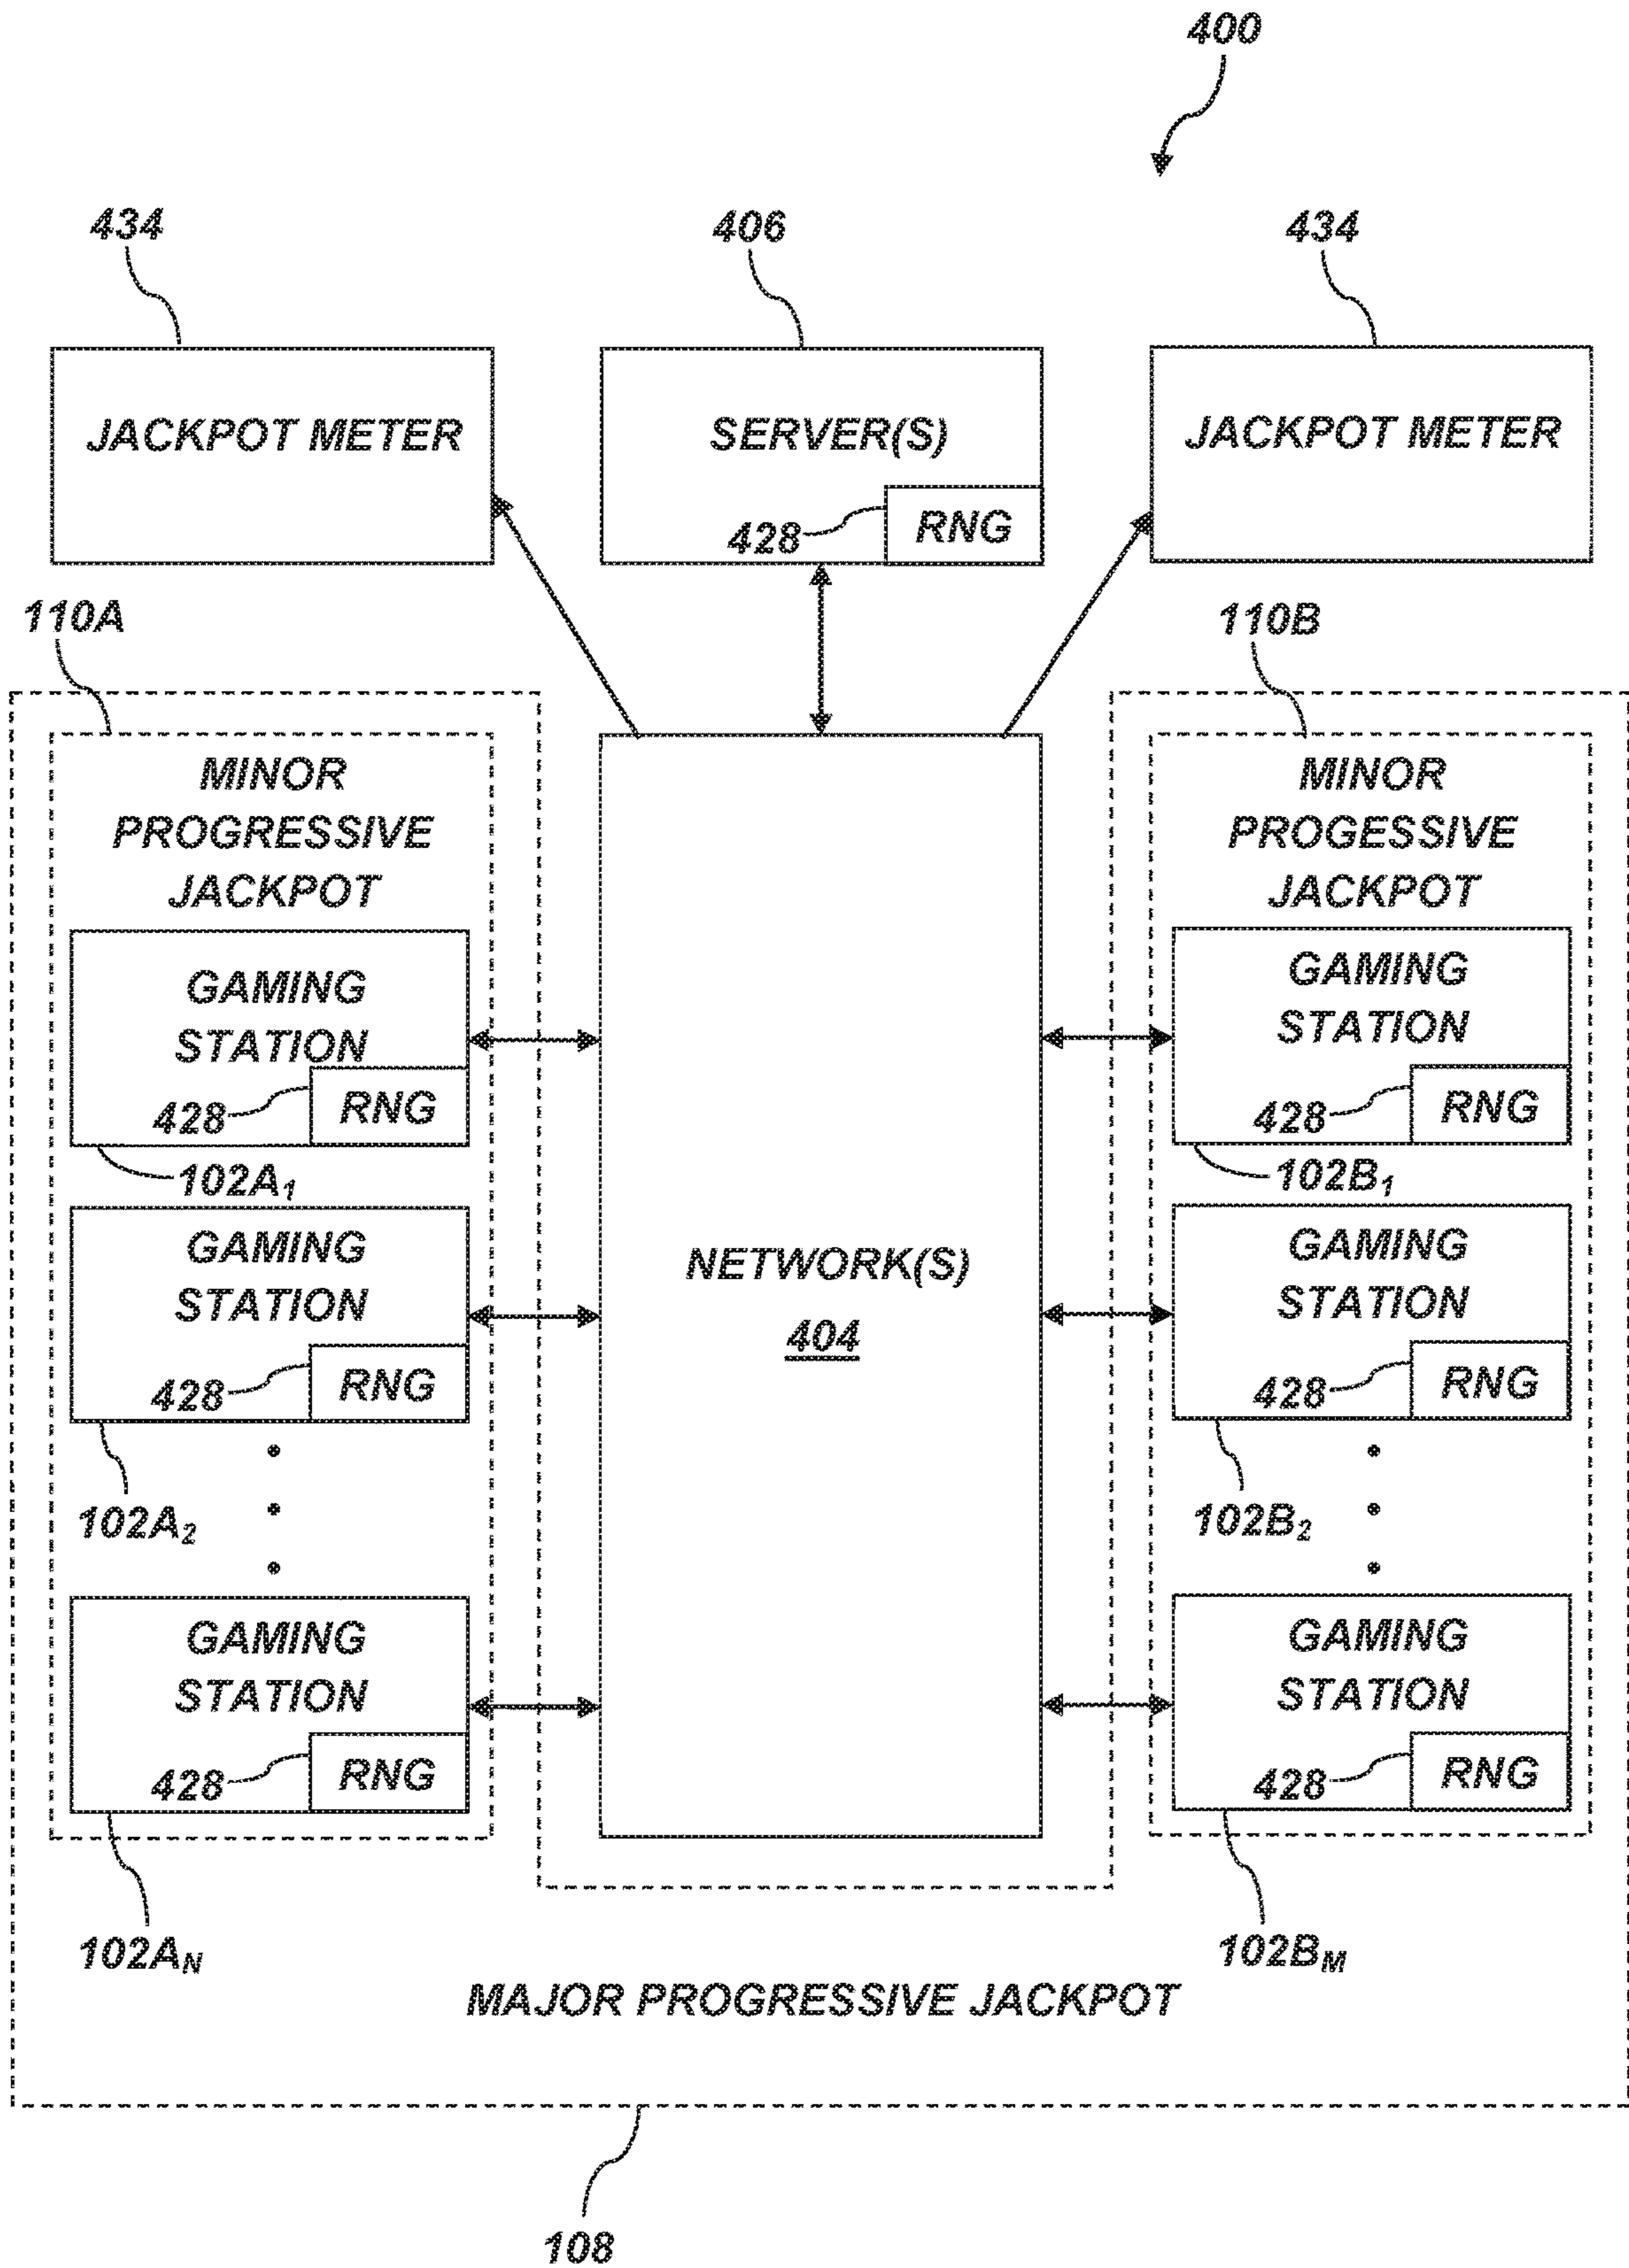 400
434
406
434
JACKPOT METER
SERVER(S)
JACKPOT METER
428
RNG
110A
110B
MINOR
PROGRESSIVE
JACKPOT
GAMING
STATION
428
RNG
102A1
GAMING
STATION
428
RNG
102A2
GAMING
STATION
428
RNG
102AN
NETWORK(S)
404
MINOR
PROGESSIVE
JACKPOT
GAMING
STATION
428
RNG
102B1
GAMING
STATION
428
RNG
102B2
GAMING
STATION
428
RNG
102BM
MAJOR PROGRESSIVE JACKPOT
108